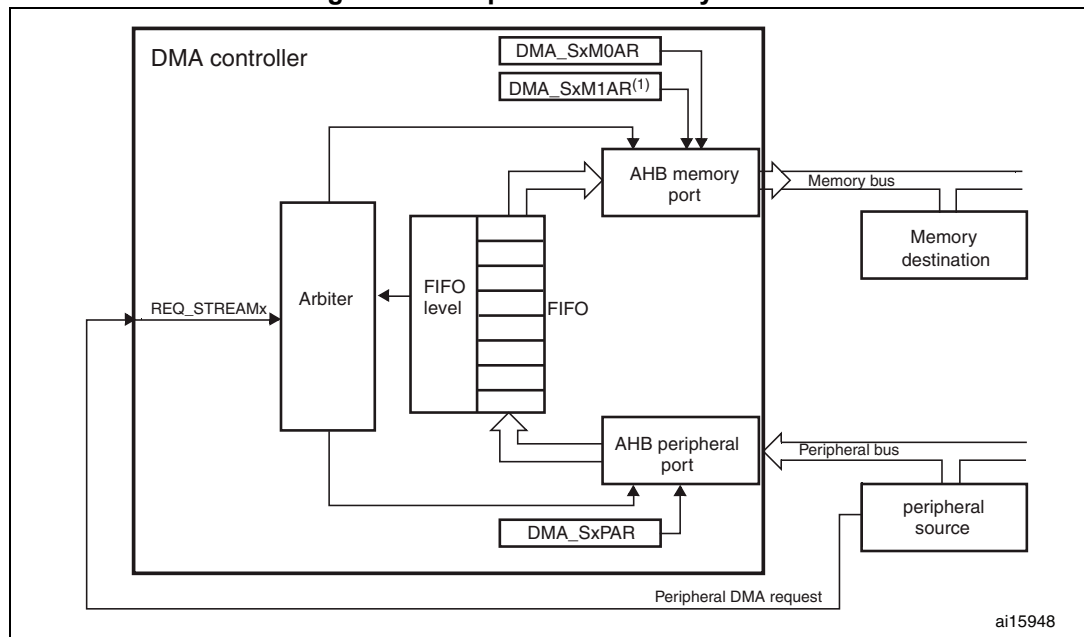 DMA controller
DMA_SxM0AR
DMA_SxM1AR(1)
AHB memory
port
Memory bus
Memory
destination
Arbiter
FIFO
level
FIFO
REQ_STREAMx
AHB peripheral
port
Peripheral bus
peripheral
source
DMA_SxPAR
Peripheral DMA request
ai15948